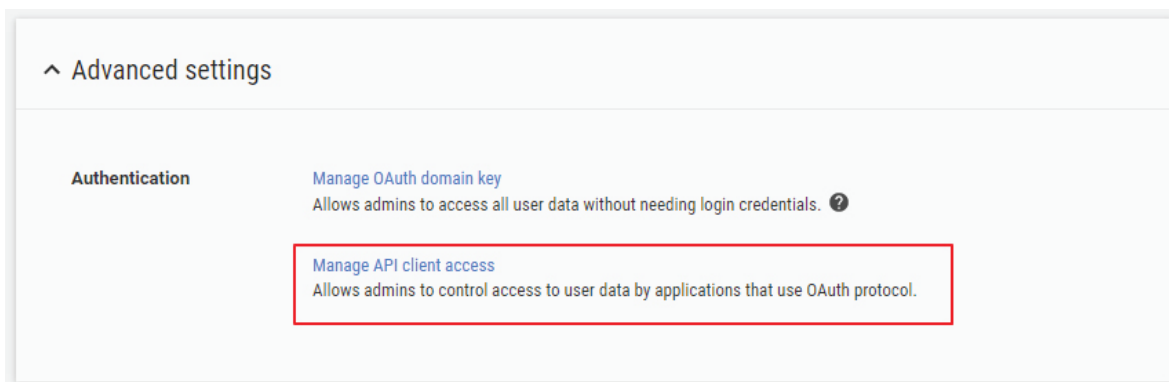 Advanced settings
Authentication
Manage OAuth domain key
Allows admins to access all user data without needing login credentials.
Manage API client access
Allows admins to control access to user data by applications that use OAuth protocol.